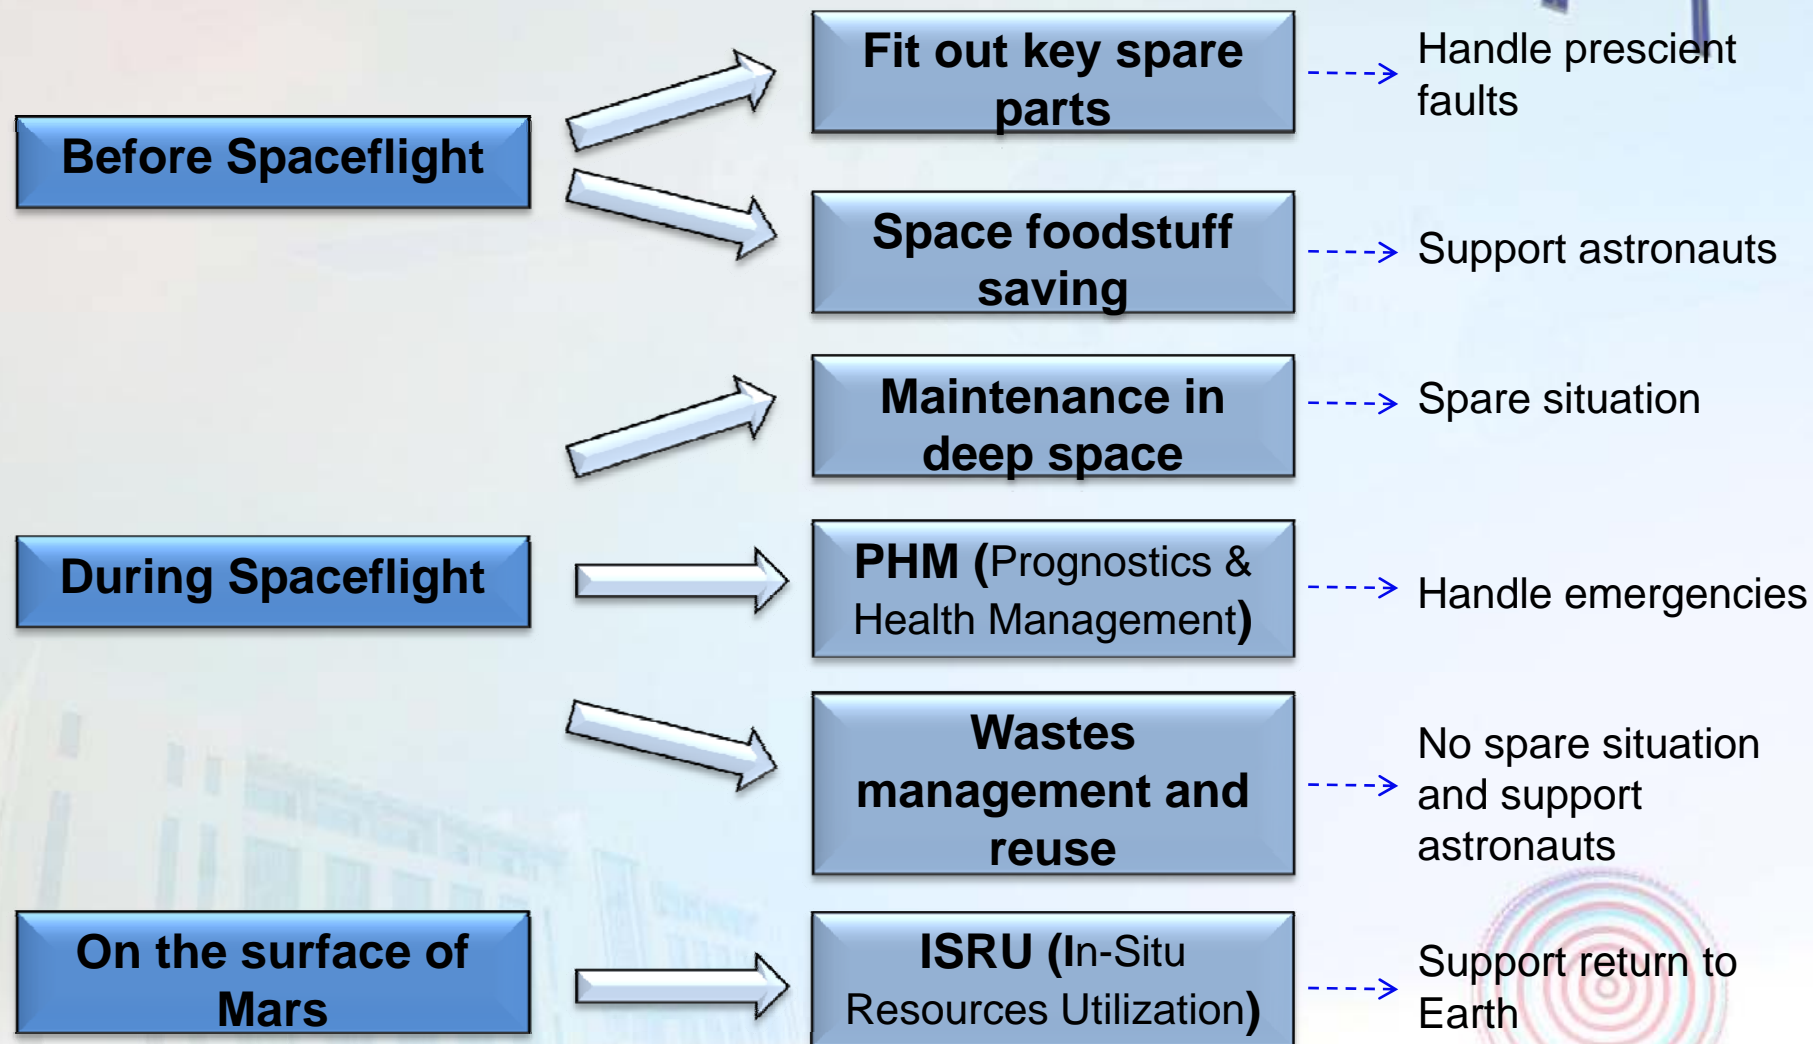 Before Spaceflight
Fit out key spare
parts
Handle prescient
faults
Space foodstuff
saving
Support astronauts
During Spaceflight
Maintenance in
deep space
Spare situation
PHM (Prognostics &
Health Management)
Handle emergencies
Wastes
management and
reuse
No spare situation
and support
astronauts
On the surface of
Mars
ISRU (In-Situ
Resources Utilization)
Support return to
Earth